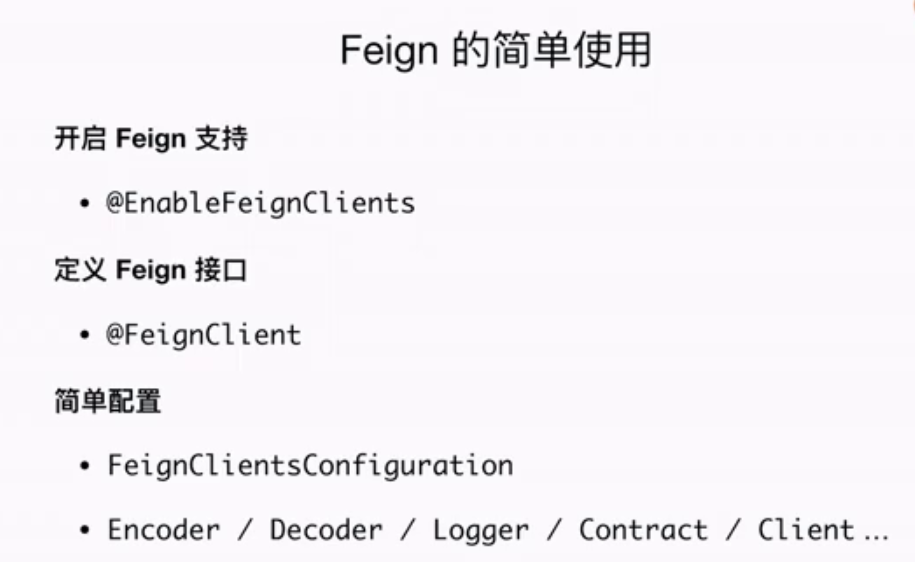 Feign 的简单使用
开启 Feign 支持
• @EnableFeignClients
定义 Feign 接口
• @FeignClient
简单配置
• FeignClientsConfiguration
• Encoder / Decoder / Logger / Contract / Client ...